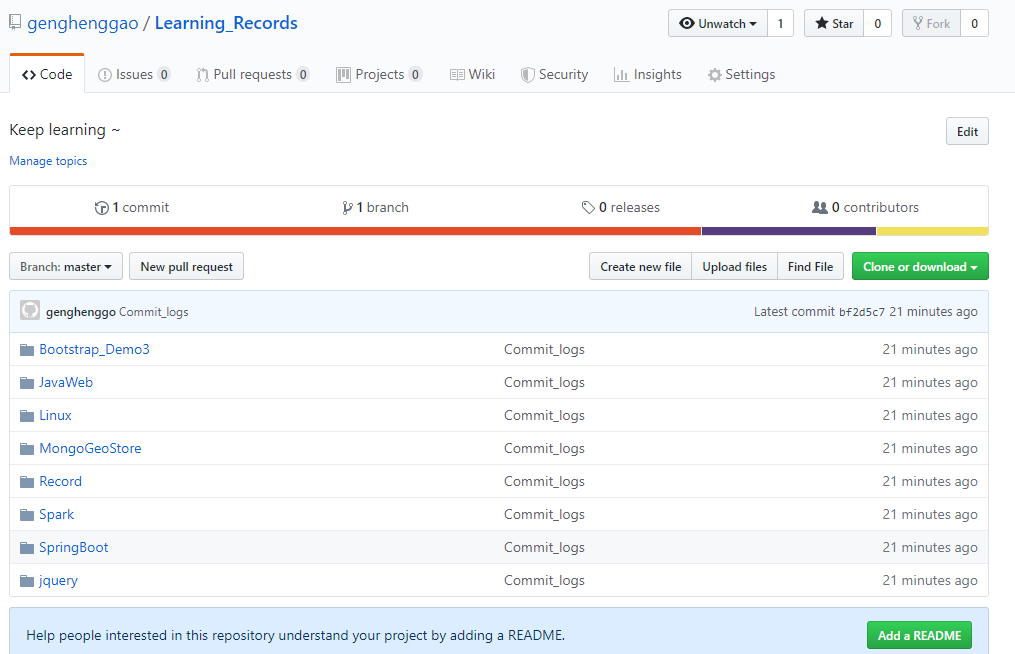 genghenggao / Learning_Records
Unwatch 1 Star 0 Fork 0
Code Issues 0 Pull requests 0 Projects 0 Wiki Security Insights Settings
Keep learning ~
Edit
Manage topics
1 commit 1 branch 0 releases 0 contributors
Branch: master New pull request Create new file Upload files Find File Clone or download
genghenggo Commit_logs Latest commit bf2d5c7 21 minutes ago
Bootstrap_Demo3 Commit_logs 21 minutes ago
JavaWeb Commit_logs 21 minutes ago
Linux Commit_logs 21 minutes ago
MongoGeoStore Commit_logs 21 minutes ago
Record Commit_logs 21 minutes ago
Spark Commit_logs 21 minutes ago
SpringBoot Commit_logs 21 minutes ago
jquery Commit_logs 21 minutes ago
Help people interested in this repository understand your project by adding a README. Add a README